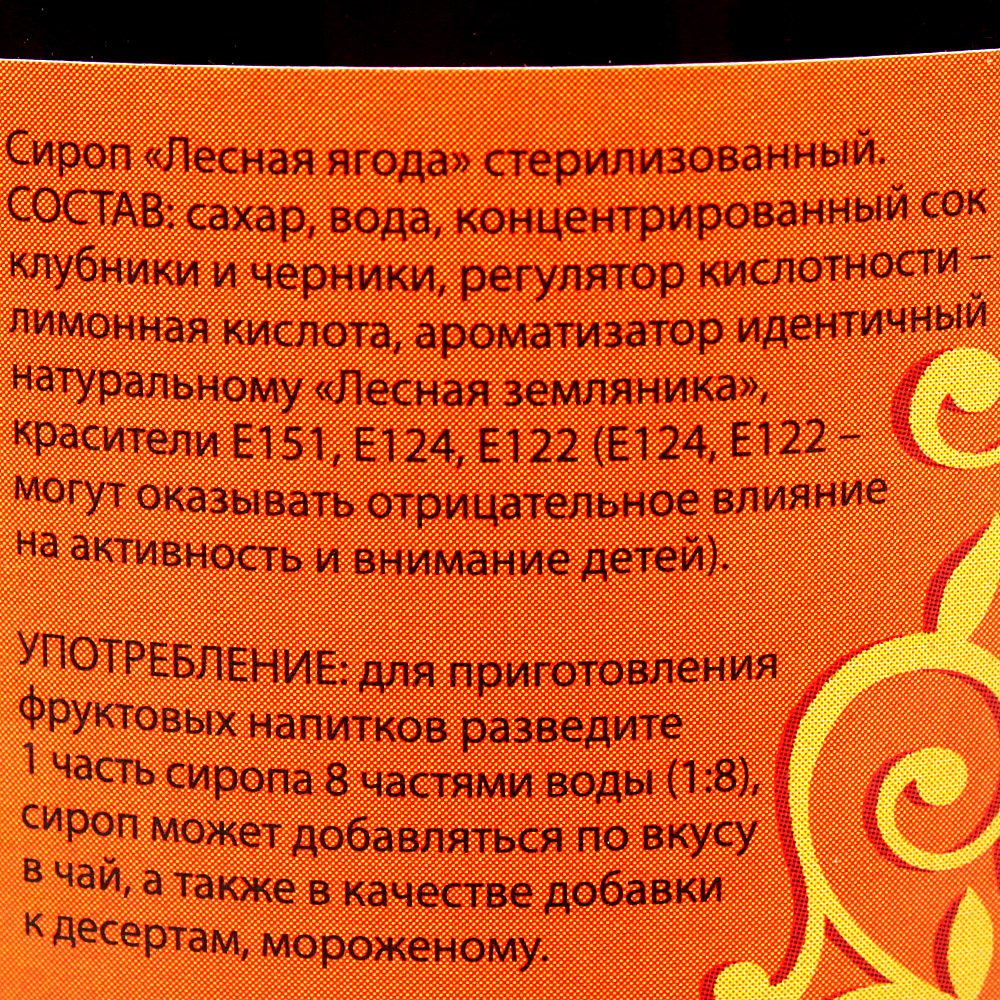 Сироп «Лесная ягода» стерилизованный.
СОСТАВ: сахар, вода, концентрированный сок
клубники и черники, регулятор кислотности –
лимонная кислота, ароматизатор идентичный
натуральному «Лесная земляника»,
красители Е151, Е124, Е122 (Е124, Е122 –
могут оказывать отрицательное влияние
на активность и внимание детей).
УПОТРЕБЛЕНИЕ: для приготовления
фруктовых напитков разведите
1 часть сиропа 8 частями воды (1:8),
сироп может добавляться по вкусу
в чай, а также в качестве добавки
к десертам, мороженому.